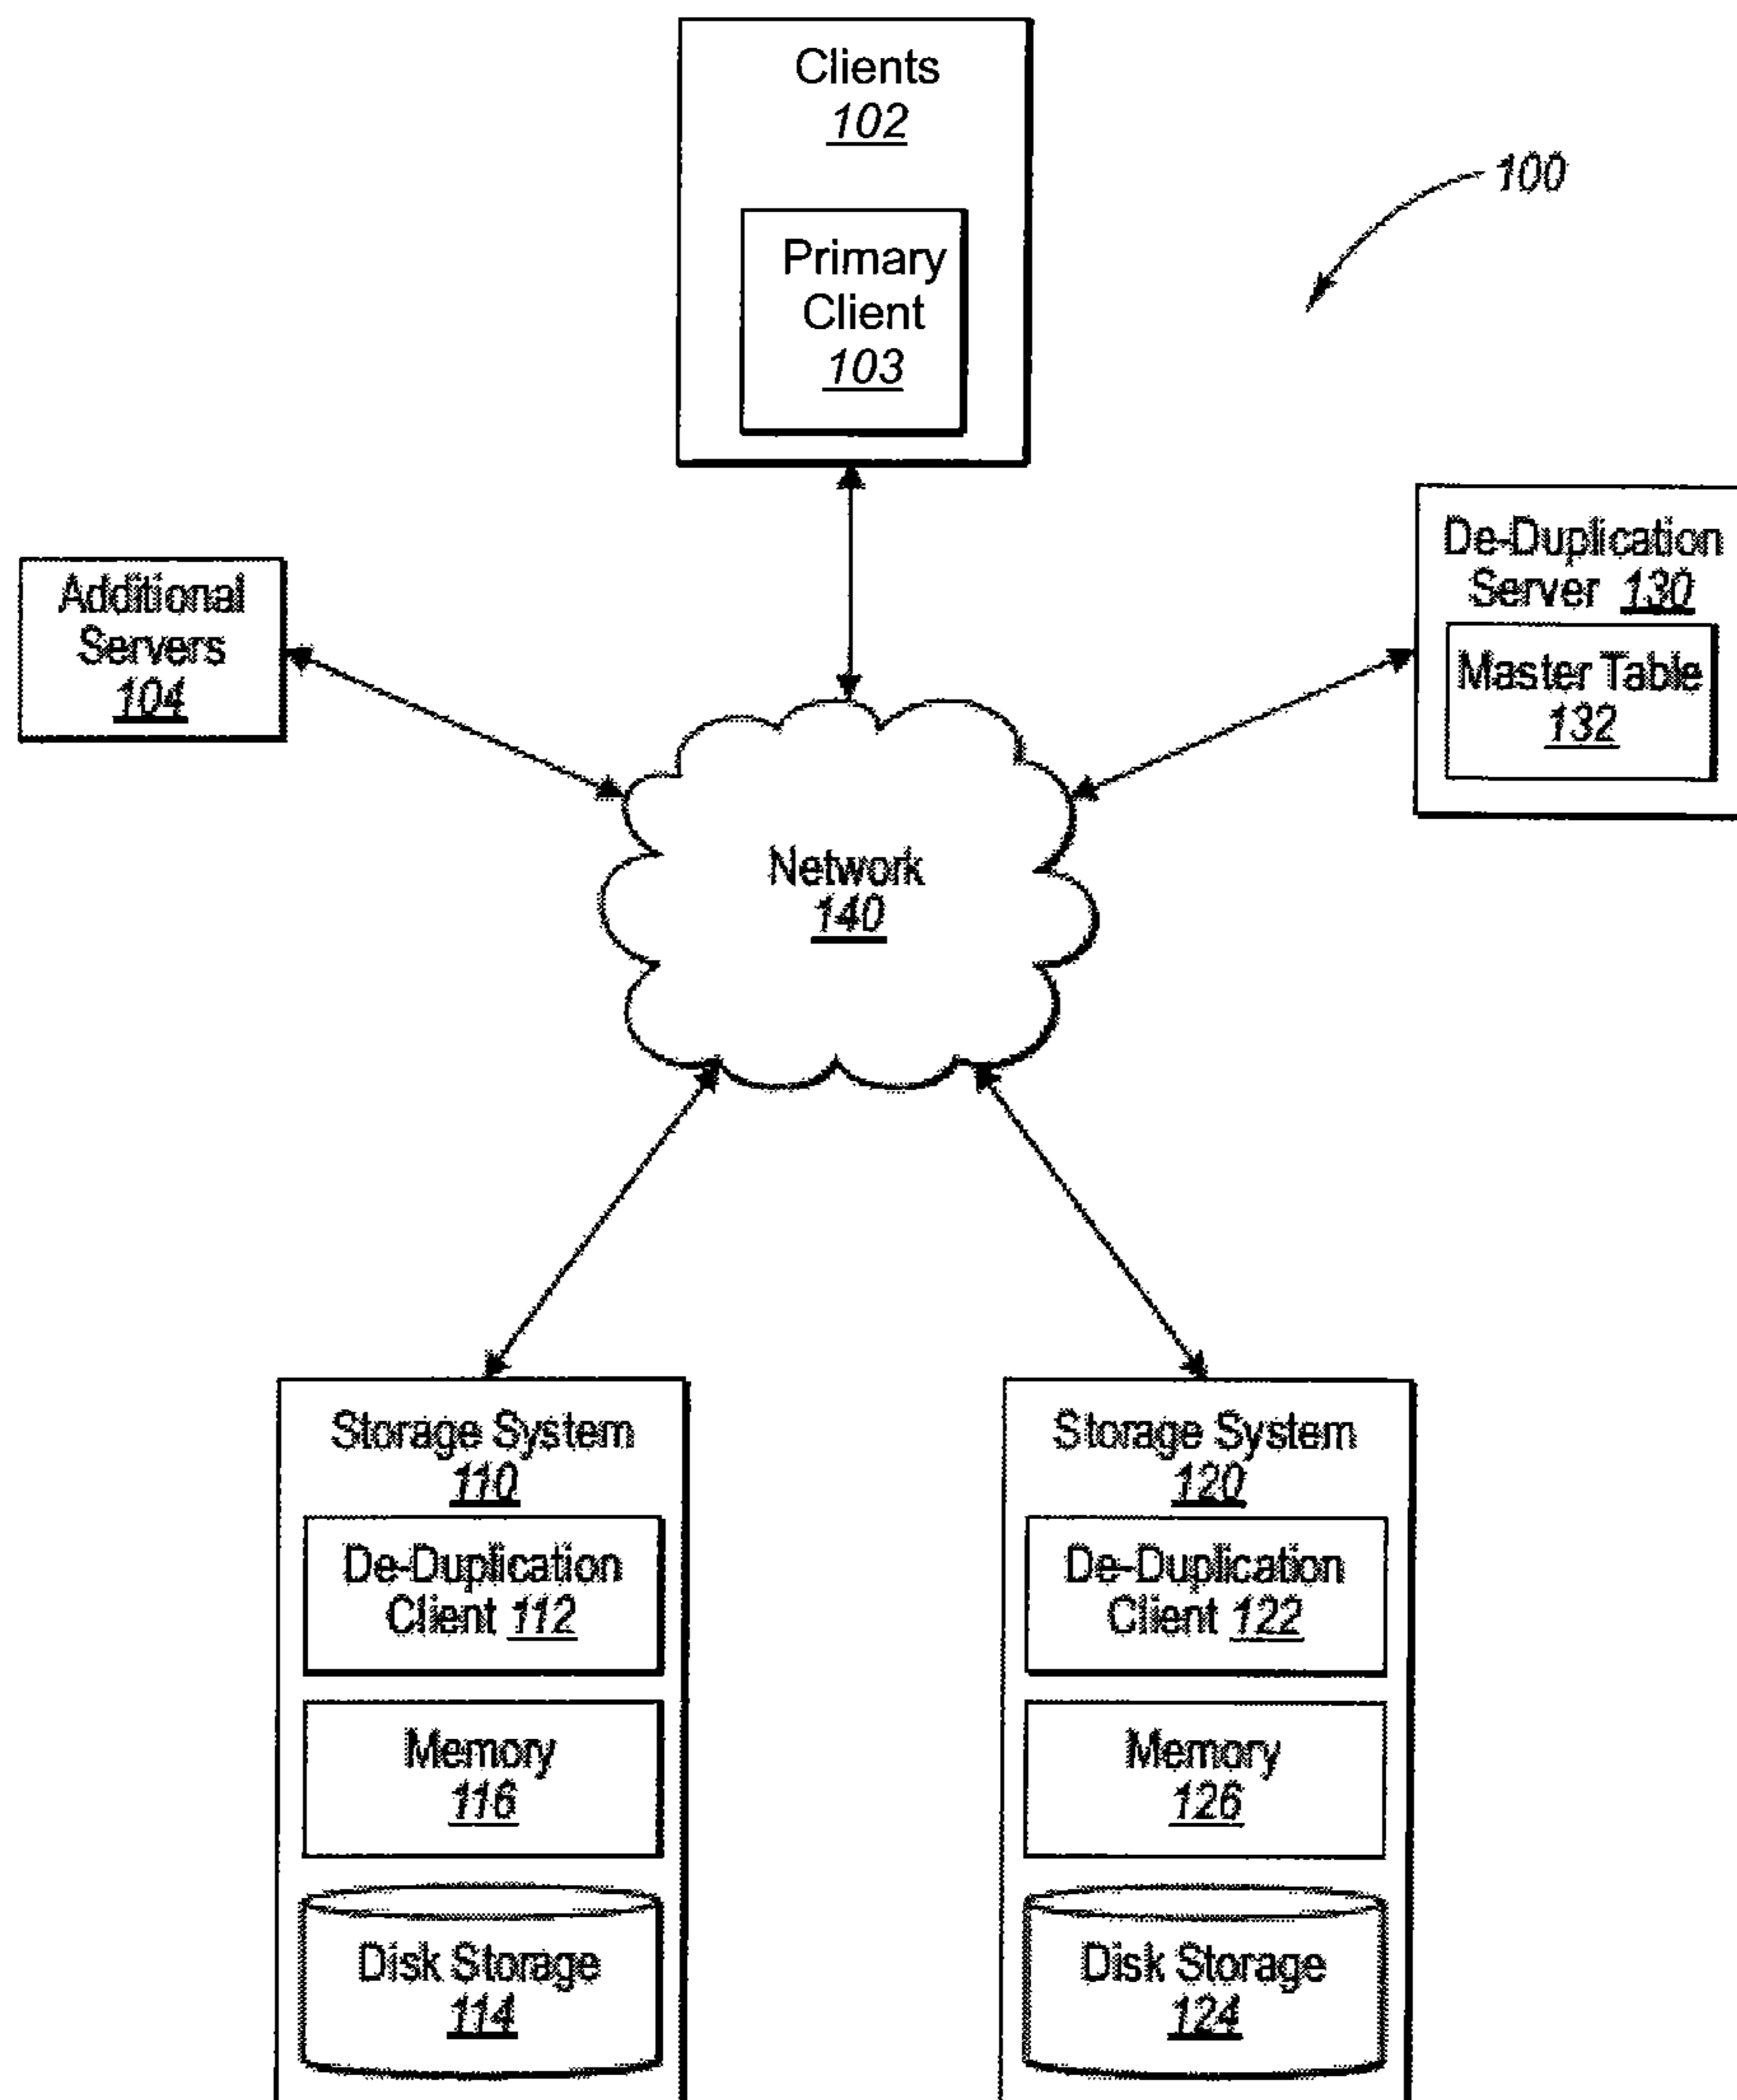 Clients
102
Primary
Client
103
100
Additional
Servers
104
De-Duplication
Server 130
Master Table
132
Network
140
Storage System
110
De-Duplication
Client 112
Memory
116
Disk Storage
114
Storage System
120
De-Duplication
Client 122
Memory
126
Disk Storage
124